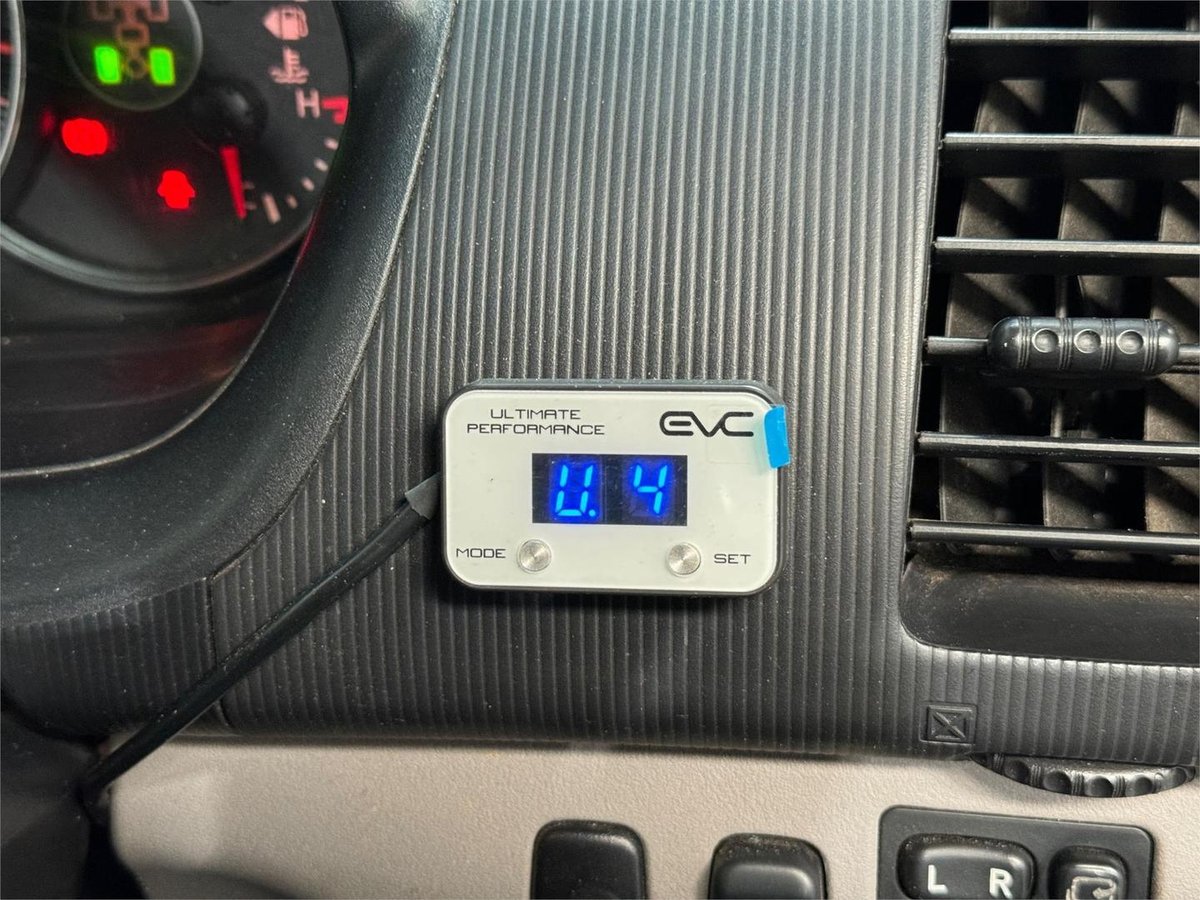 H
ULTIMATE
PERFORMANCE
EVC
U. 4
MODE
SET
L R